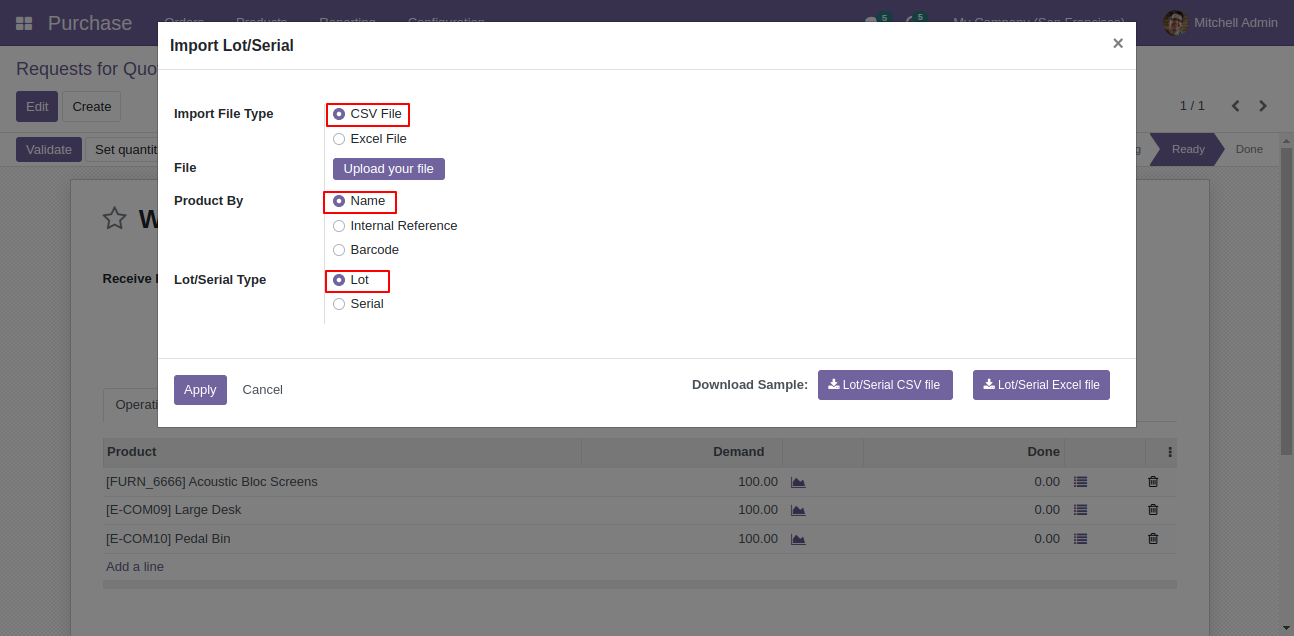 Purchase Orders Products Reporting Configuration 5 5 My Company (San Francisco) Mitchell Admin
Import Lot/Serial ×
Requests for Quo
Edit Create 1 / 1
Validate Set quantit g Ready Done
Import File Type CSV File
Excel File
File Upload your file
Product By Name
Internal Reference
Barcode
W
Receive
Lot/Serial Type Lot
Serial
Apply Cancel Download Sample: Lot/Serial CSV file Lot/Serial Excel file
Operati
Product Demand Done
[FURN_6666] Acoustic Bloc Screens 100.00 0.00
[E-COM09] Large Desk 100.00 0.00
[E-COM10] Pedal Bin 100.00 0.00
Add a line